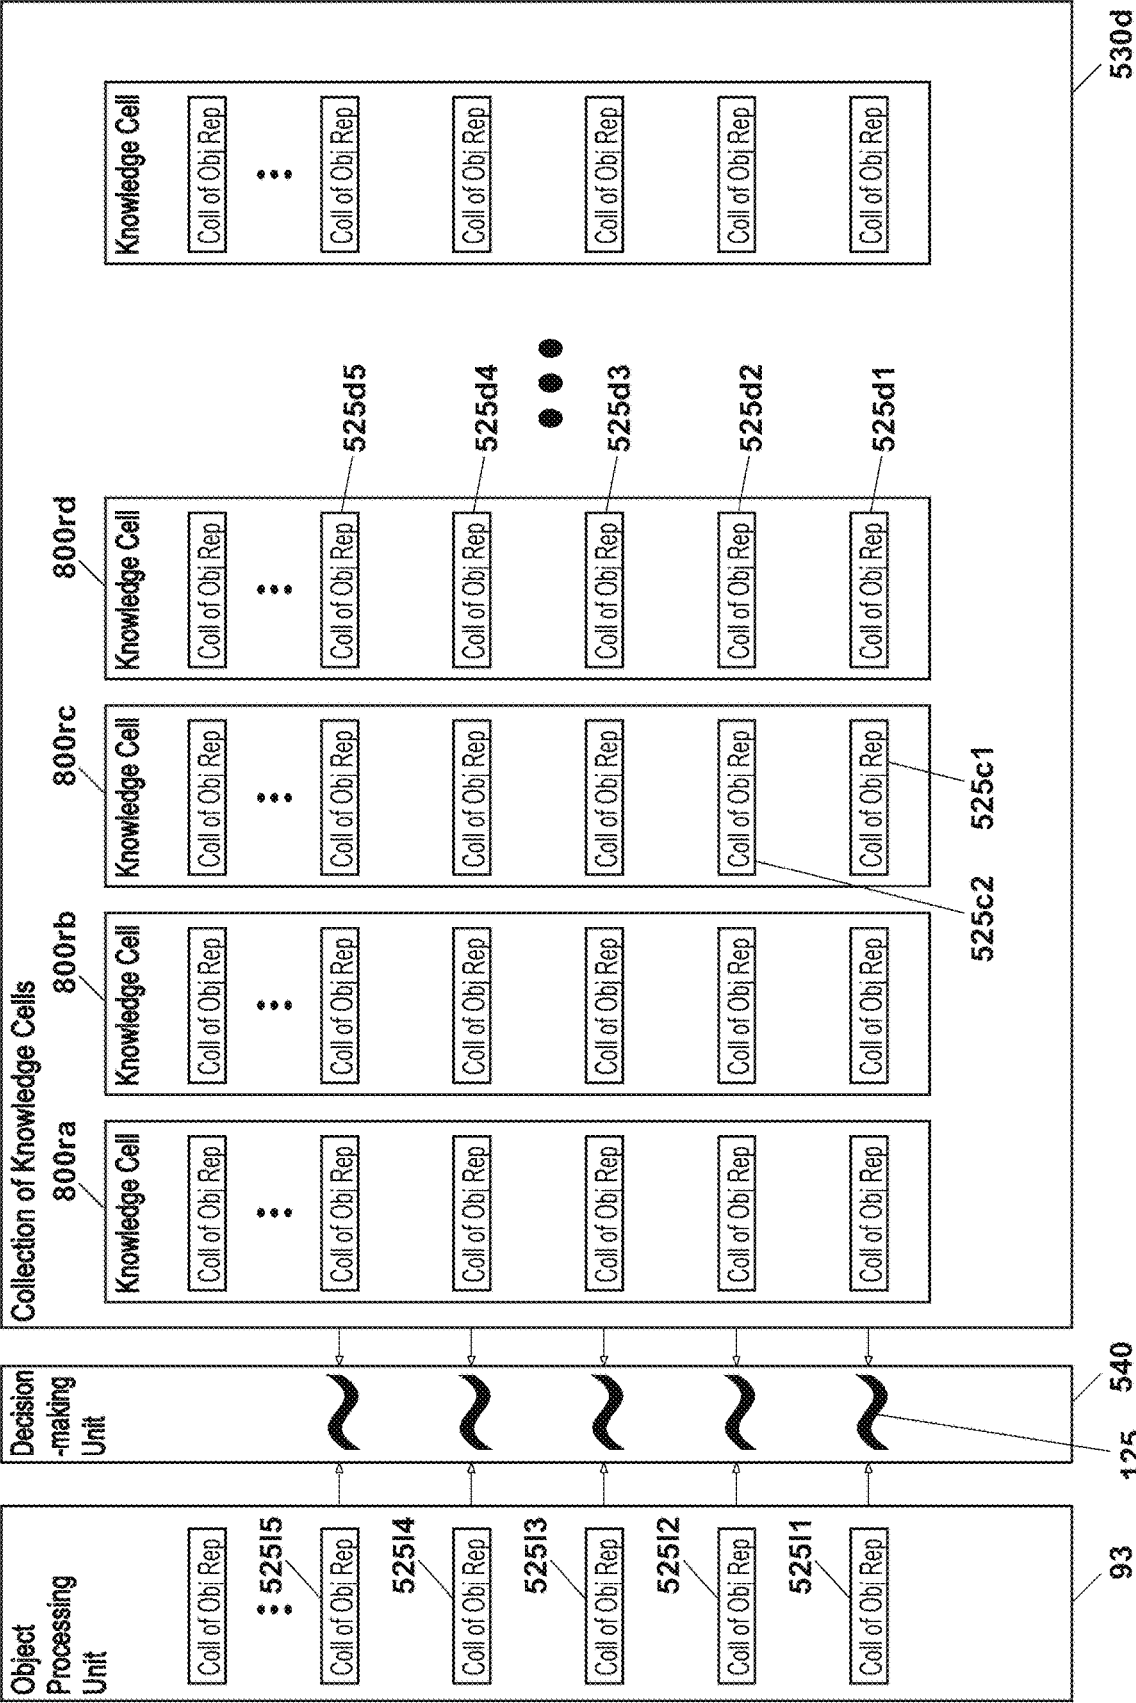 Object
Processing
Unit
Coll of Obj Rep
...
525l5
Coll of Obj Rep
525l4
Coll of Obj Rep
525l3
Coll of Obj Rep
525l2
Coll of Obj Rep
525l1
Coll of Obj Rep
93
Decision
-making
Unit
125
540
Collection of Knowledge Cells
800ra
Knowledge Cell
Coll of Obj Rep
...
Coll of Obj Rep
Coll of Obj Rep
Coll of Obj Rep
Coll of Obj Rep
Coll of Obj Rep
800rb
Knowledge Cell
Coll of Obj Rep
...
Coll of Obj Rep
Coll of Obj Rep
Coll of Obj Rep
Coll of Obj Rep
Coll of Obj Rep
800rc
Knowledge Cell
Coll of Obj Rep
...
Coll of Obj Rep
Coll of Obj Rep
Coll of Obj Rep
Coll of Obj Rep
Coll of Obj Rep
525c2
525c1
800rd
Knowledge Cell
Coll of Obj Rep
...
Coll of Obj Rep
525d5
Coll of Obj Rep
525d4
Coll of Obj Rep
525d3
Coll of Obj Rep
525d2
Coll of Obj Rep
525d1
...
Knowledge Cell
Coll of Obj Rep
...
Coll of Obj Rep
Coll of Obj Rep
Coll of Obj Rep
Coll of Obj Rep
Coll of Obj Rep
530d